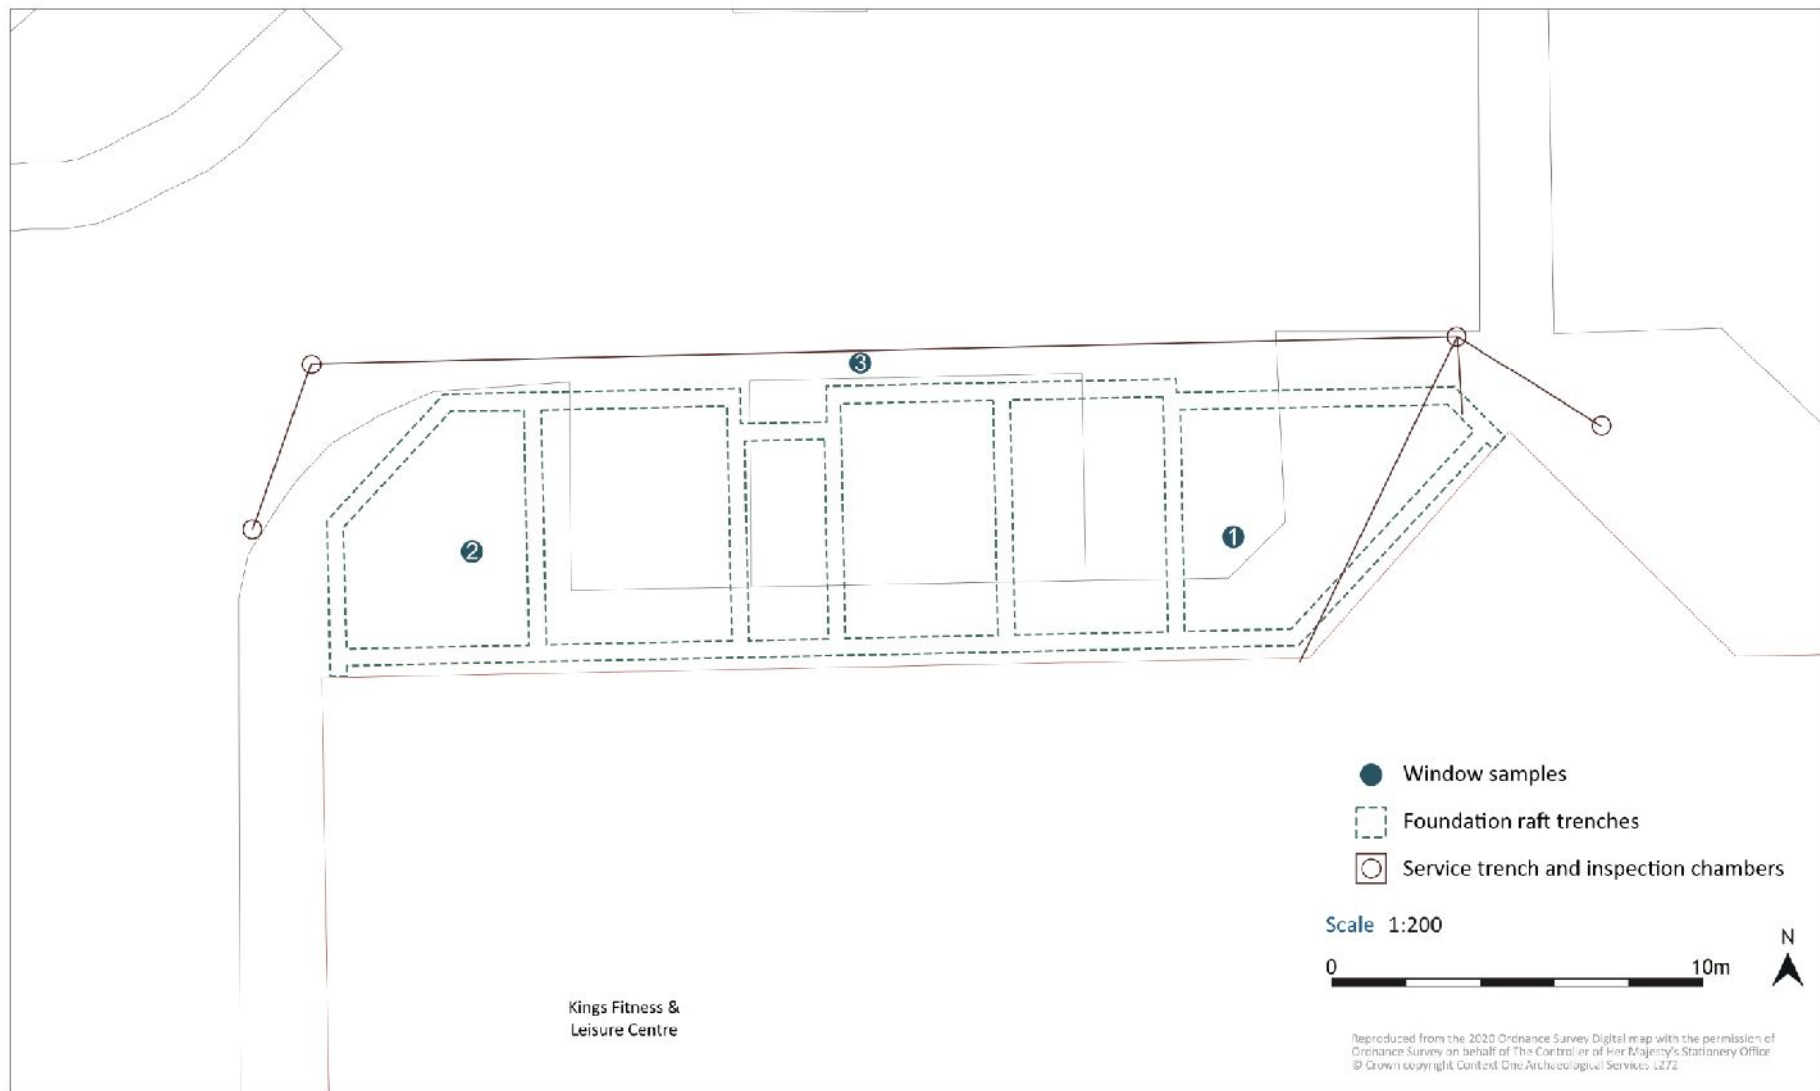 3
2
1
Window samples
Foundation raft trenches
Service trench and inspection chambers
Scale 1:200
N
0 10m
Kings Fitness &
Leisure Centre
Reproduced from the 2020 Ordnance Survey Digital map with the permission of
Ordnance Survey on behalf of The Controller of Her Majesty's Stationery Office
© Crown copyright Context One Archaeological Services L272